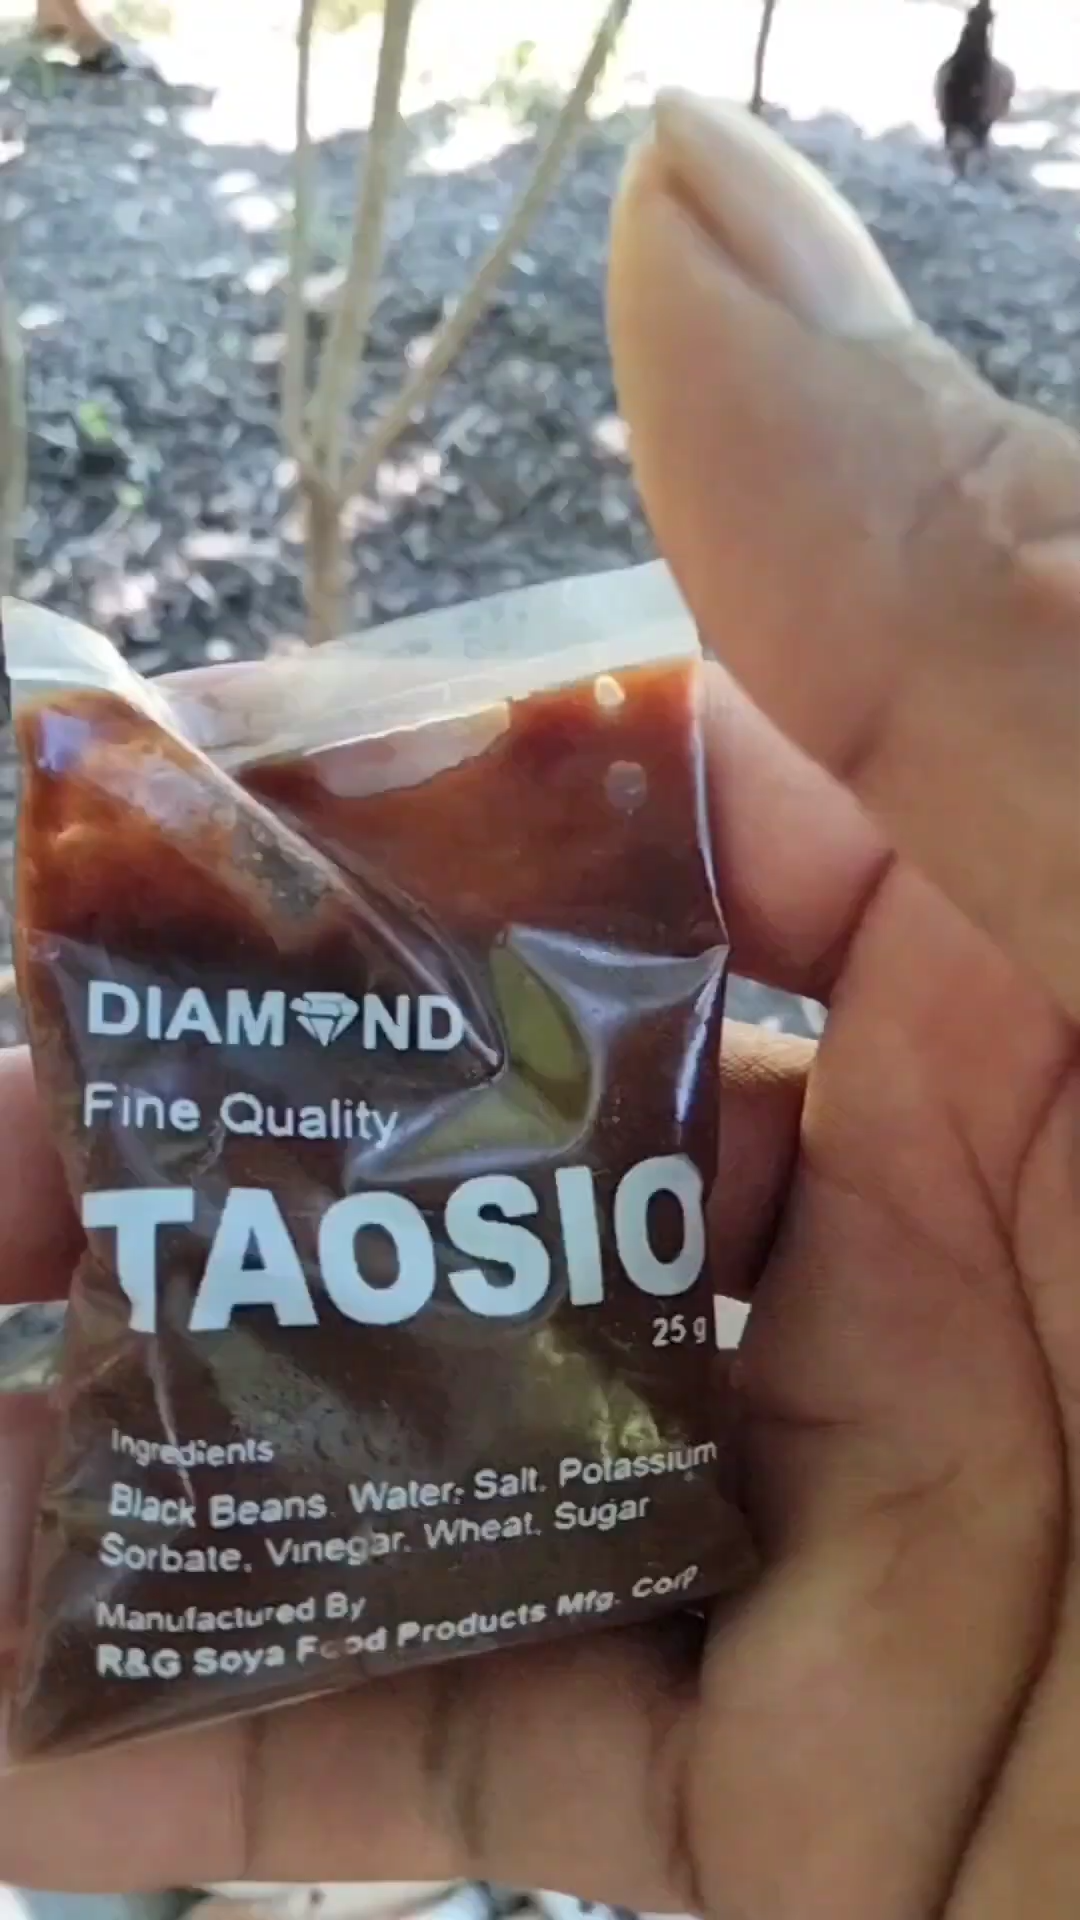 DIAMOND
Fine Quality
TAOSIO
25 g
Ingredients
Black Beans. Water, Salt, Potassium
Sorbate, Vinegar, Wheat, Sugar
Manufactured By
R&G Soya Food Products Mfg. Corp